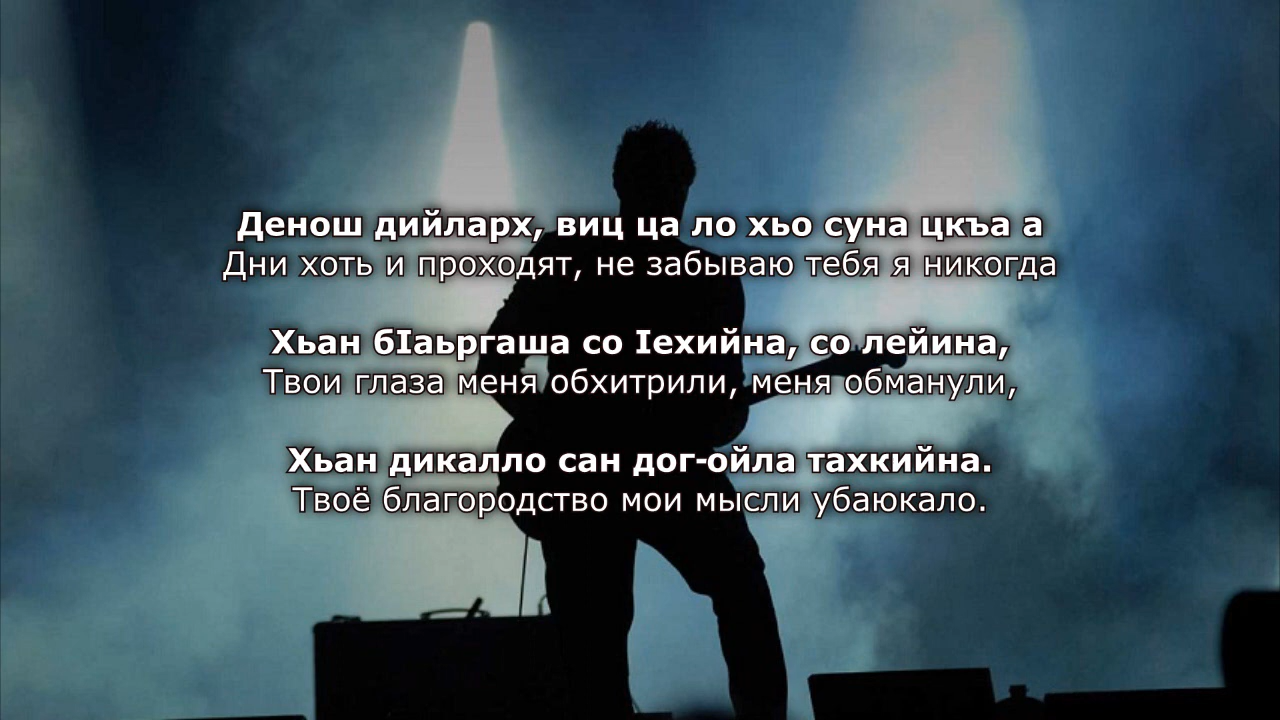 Денош дийларх, виц ца ло хьо суна цкъа а
Дни хоть и проходят, не забываю тебя я никогда
Хьан бIаьргаша со Iехийна, со лейина,
Твои глаза меня обхитрили, меня обманули,
Хьан дикалло сан дог-ойла тахкийна.
Твоё благородство мои мысли убаюкало.